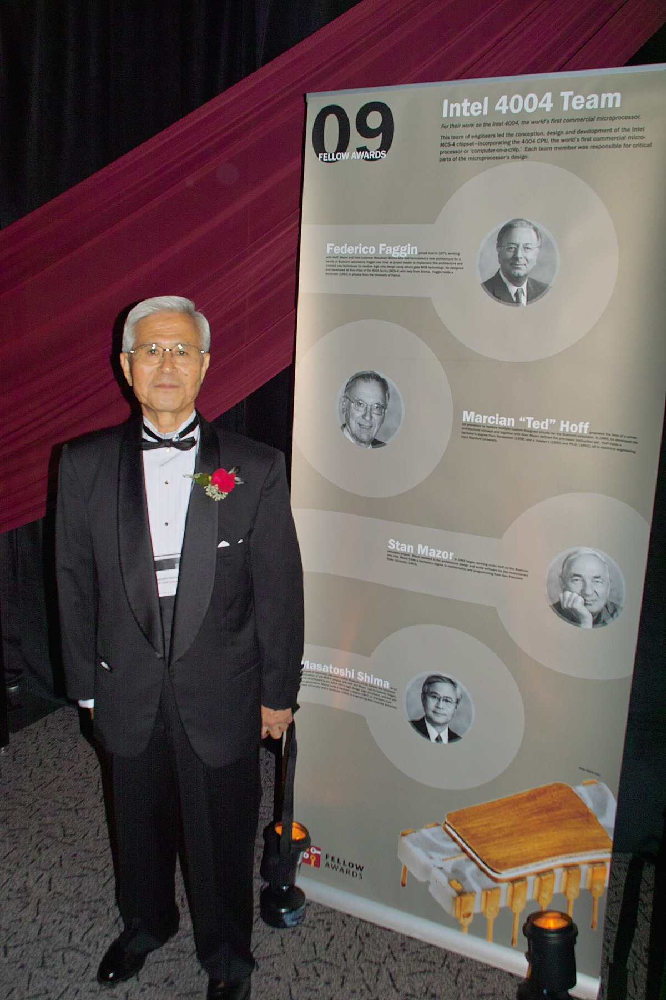 09
FELLOW AWARDS
Intel 4004 Team
For their work on the Intel 4004, the world's first commercial microprocessor.
This team of engineers led the conception, design and development of the Intel
MCS-4 chipset—incorporating the 4004 CPU, the world's first commercial micro-
processor or 'computer-on-a-chip.' Each team member was responsible for critical
parts of the microprocessor's design.
Federico Faggin joined Intel in 1970, working
with Hoff, Mazor and Intel customer Masatoshi Shima who had formulated a new architecture for a
family of Busicom calculators. Faggin was hired as project leader to implement this architecture and
created new techniques for random logic chip design using silicon gate MOS technology. He designed
and developed all four chips of the 4004 family (MCS-4) with help from Shima. Faggin holds a
doctorate (1965) in physics from the University of Padua.
Marcian "Ted" Hoff proposed the idea of a univer-
sal processor to replace multiple custom-designed circuits for the Busicom calculator. In 1969, he developed the
architectural concept and together with Stan Mazor defined the processor instruction set. Hoff holds a
bachelor's degree from Rensselaer (1958) and a master's (1959) and Ph.D. (1962), all in electrical engineering
from Stanford University.
Stan Mazor in 1969 began working under Hoff on the Busicom
calculator project. Mazor assisted in the architecture design and wrote software for the revolutionary
new chip. Mazor holds a bachelor's degree in mathematics and programming from San Francisco
State University (1964).
Masatoshi Shima
FELLOW
AWARDS